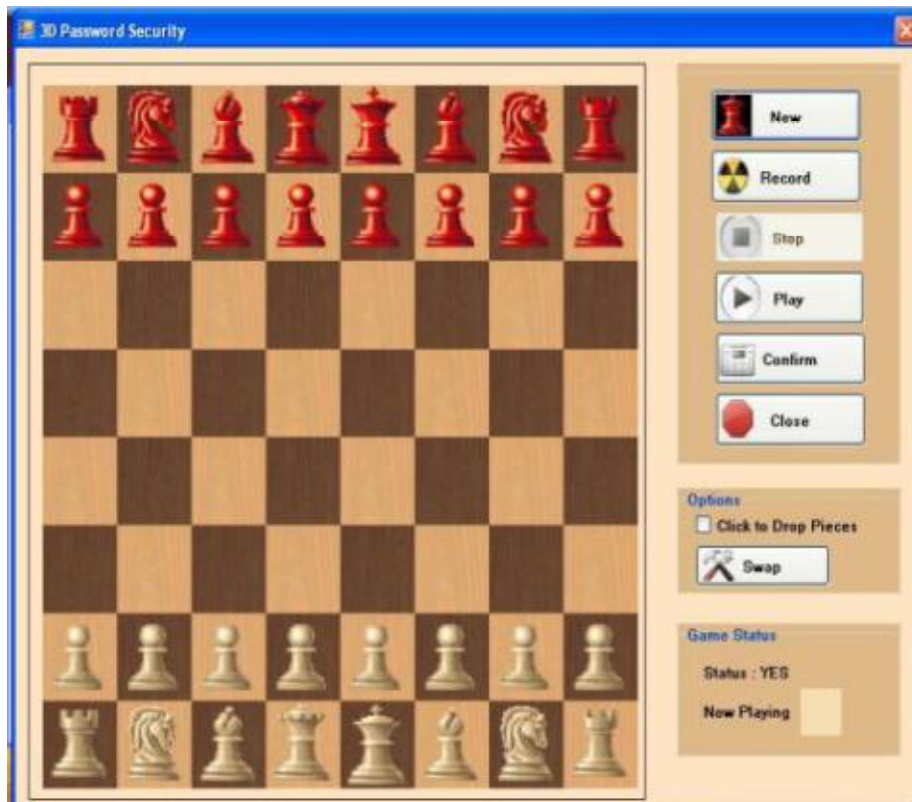 3D Password Security
New
Record
Stop
Play
Confirm
Close
Options
Click to Drop Pieces
Swap
Game Status
Status : YES
Now Playing